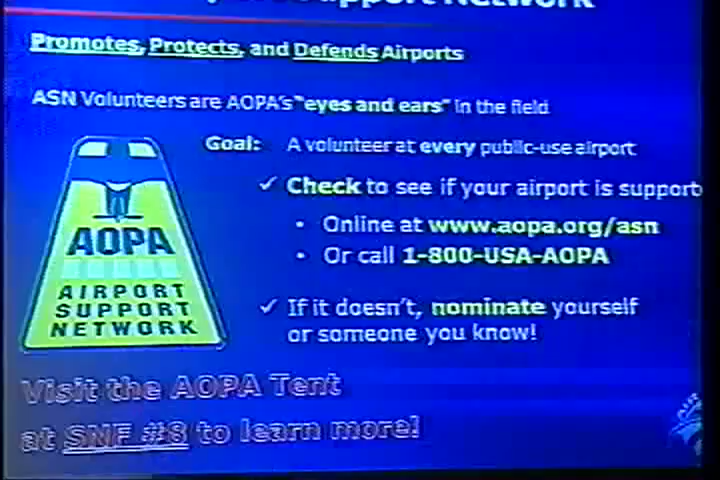 Support Network
Promotes, Protects, and Defends Airports
ASN Volunteers are AOPA's "eyes and ears" in the field
Goal: A volunteer at every public-use airport
✓ Check to see if your airport is support
• Online at www.aopa.org/asn
• Or call 1-800-USA-AOPA
✓ If it doesn't, nominate yourself
or someone you know!
AOPA
AIRPORT
SUPPORT
NETWORK
Visit the AOPA Tent
at SNF #8 to learn more!
AIR